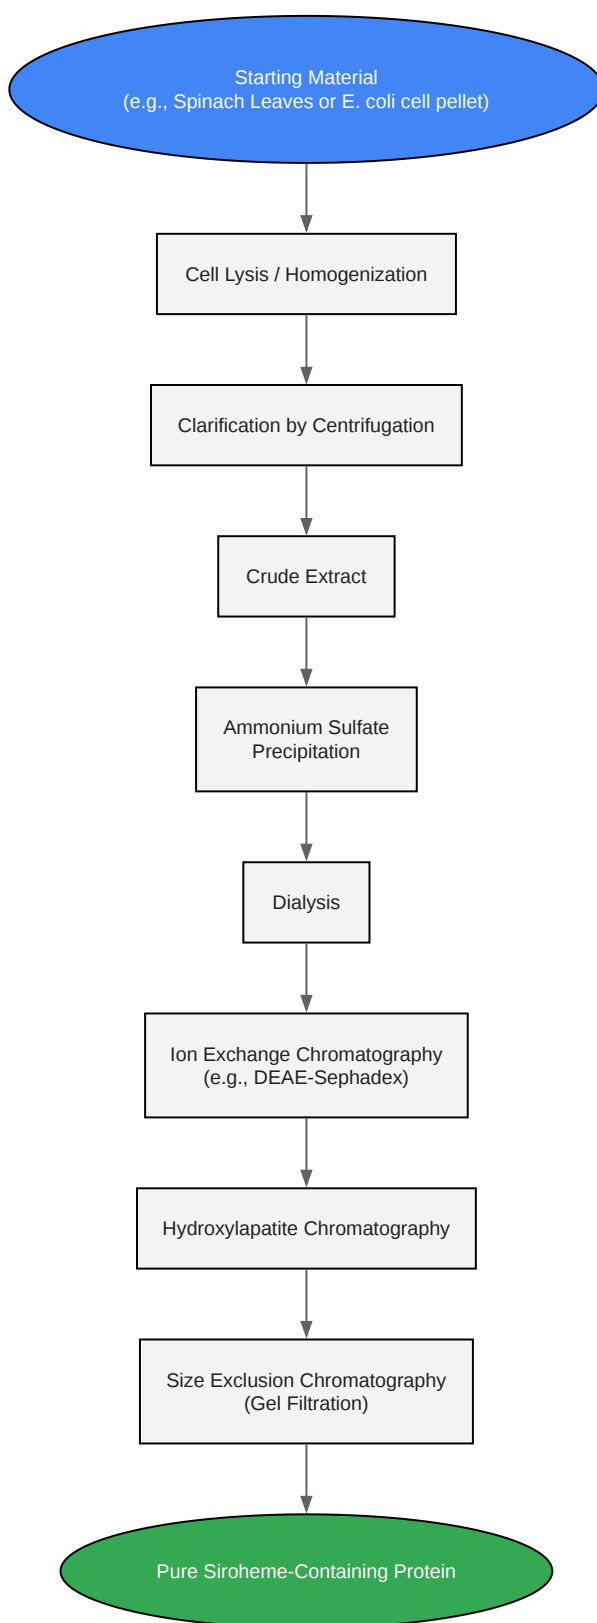 Starting Material
(e.g., Spinach Leaves or E. coli cell pellet)
Cell Lysis / Homogenization
Clarification by Centrifugation
Crude Extract
Ammonium Sulfate
Precipitation
Dialysis
Ion Exchange Chromatography
(e.g., DEAE-Sephadex)
Hydroxylapatite Chromatography
Size Exclusion Chromatography
(Gel Filtration)
Pure Siroheme-Containing Protein